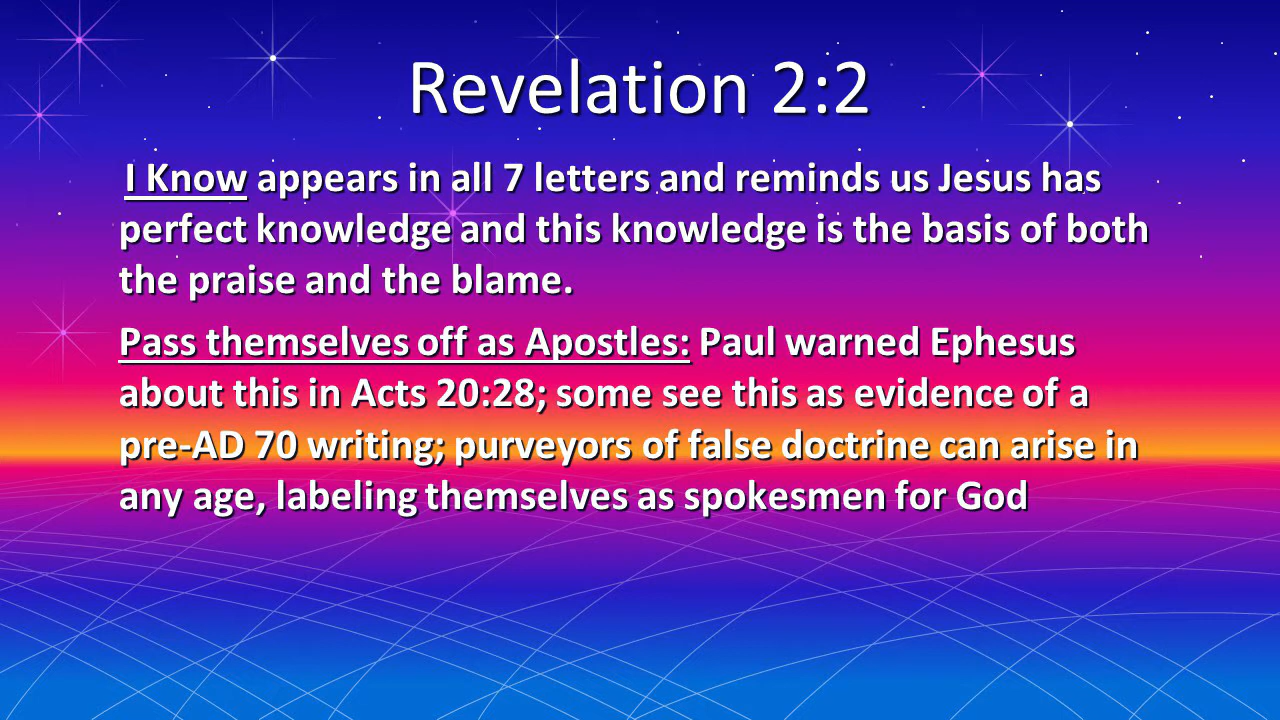 Revelation 2:2
I Know appears in all 7 letters and reminds us Jesus has
perfect knowledge and this knowledge is the basis of both
the praise and the blame.
Pass themselves off as Apostles: Paul warned Ephesus
about this in Acts 20:28; some see this as evidence of a
pre-AD 70 writing; purveyors of false doctrine can arise in
any age, labeling themselves as spokesmen for God